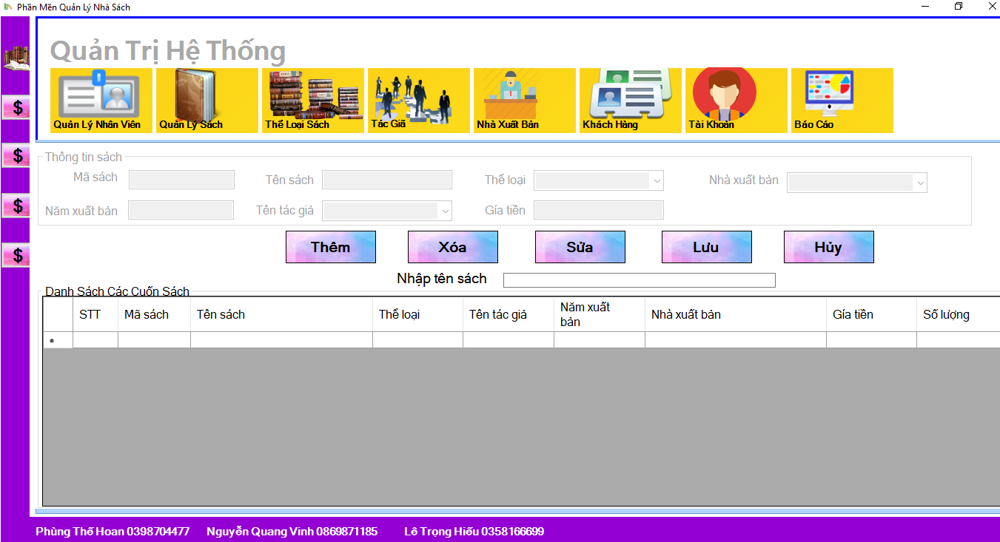 Phần Mền Quản Lý Nhà Sách
Quản Trị Hệ Thống
Quản Lý Nhân Viên
Quản Lý Sách
Thể Loại Sách
Tác Giã
Nhà Xuất Bản
Khách Hàng
Tài Khoản
Báo Cáo
$
$
$
$
Thông tin sách
Mã sách
Tên sách
Thể loại
Nhà xuất bản
Năm xuất bản
Tên tác giả
Gía tiền
Thêm
Xóa
Sửa
Lưu
Hủy
Nhập tên sách
Danh Sách Các Cuốn Sách
STT
Mã sách
Tên sách
Thể loại
Tên tác giả
Năm xuất
bản
Nhà xuất bản
Gía tiền
Số lượng
*
Phùng Thế Hoan 0398704477
Nguyễn Quang Vinh 0869871185
Lê Trọng Hiếu 0358166699